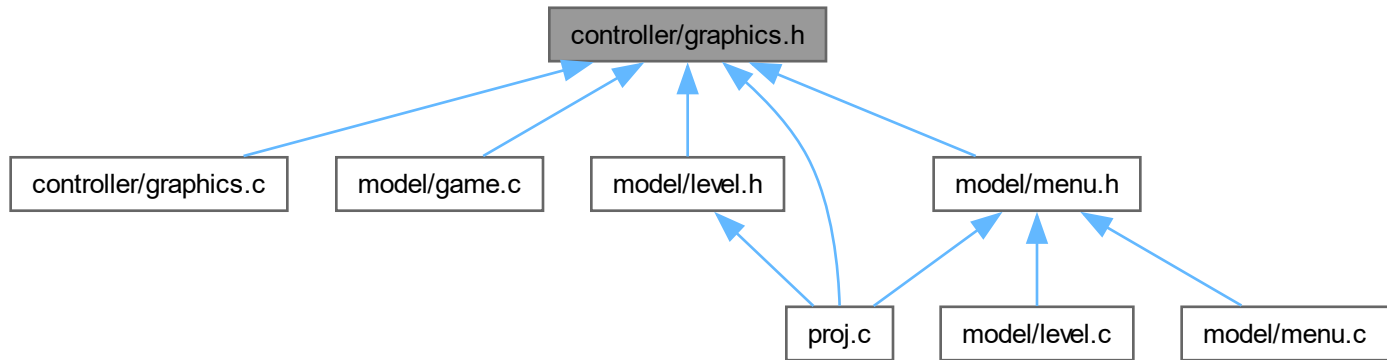 controller/graphics.h
controller/graphics.c
model/game.c
model/level.h
model/menu.h
proj.c
model/level.c
model/menu.c